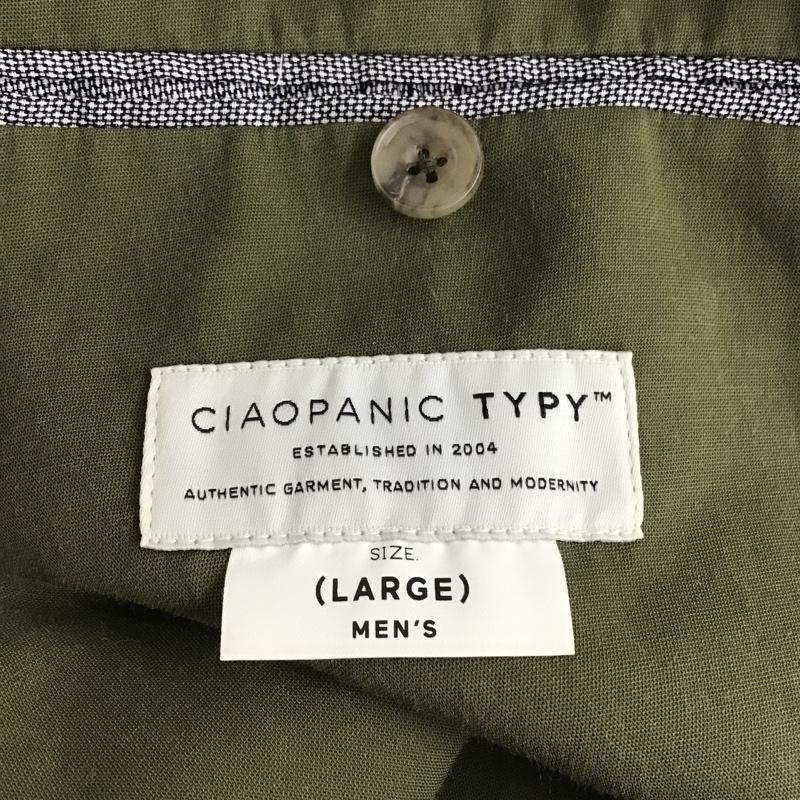 CIAOPANIC TYPY™
ESTABLISHED IN 2004
AUTHENTIC GARMENT, TRADITION AND MODERNITY
SIZE.
(LARGE)
MEN'S